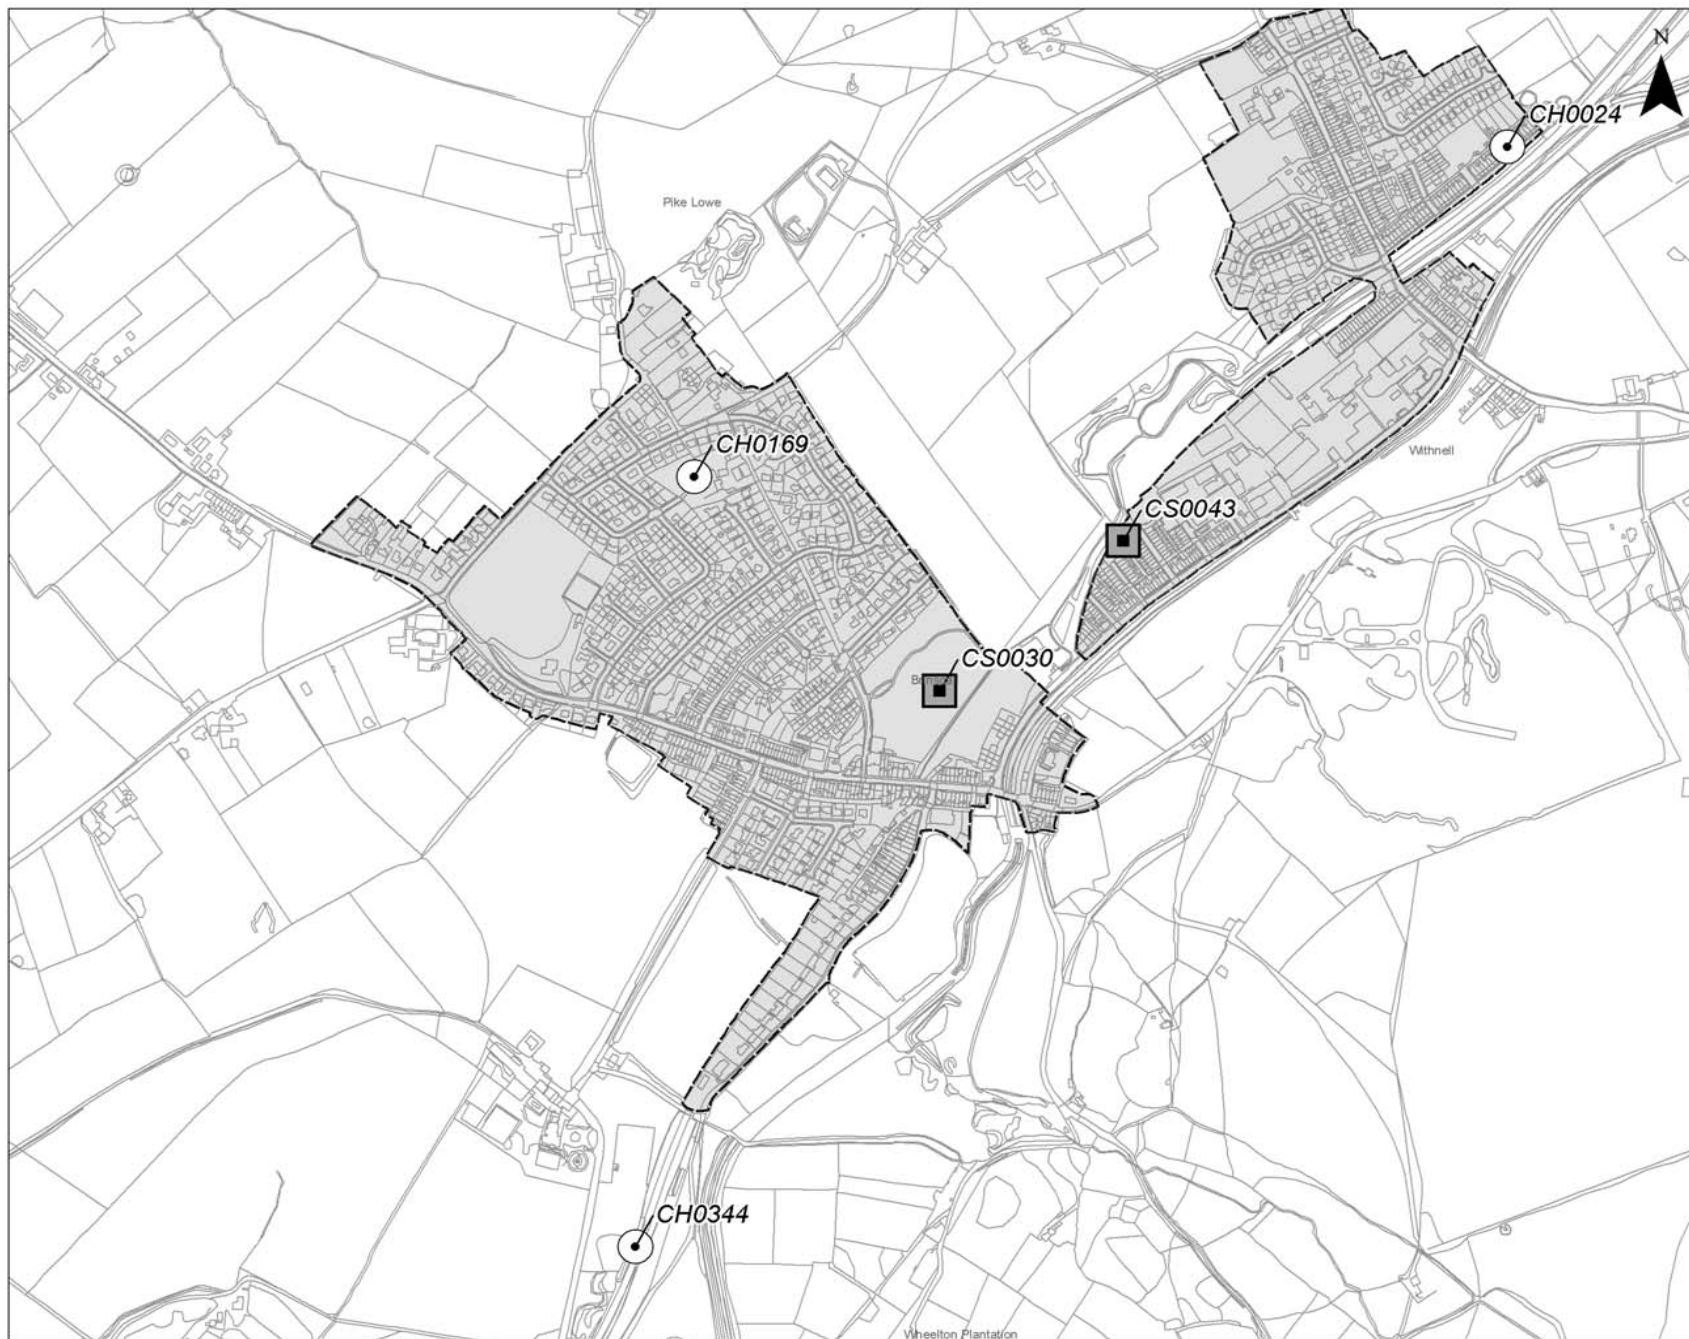 N
CH0024
Pike Lowe
CH0169
Withnell
CS0043
CS0030
CH0344
Wheelton Plantation